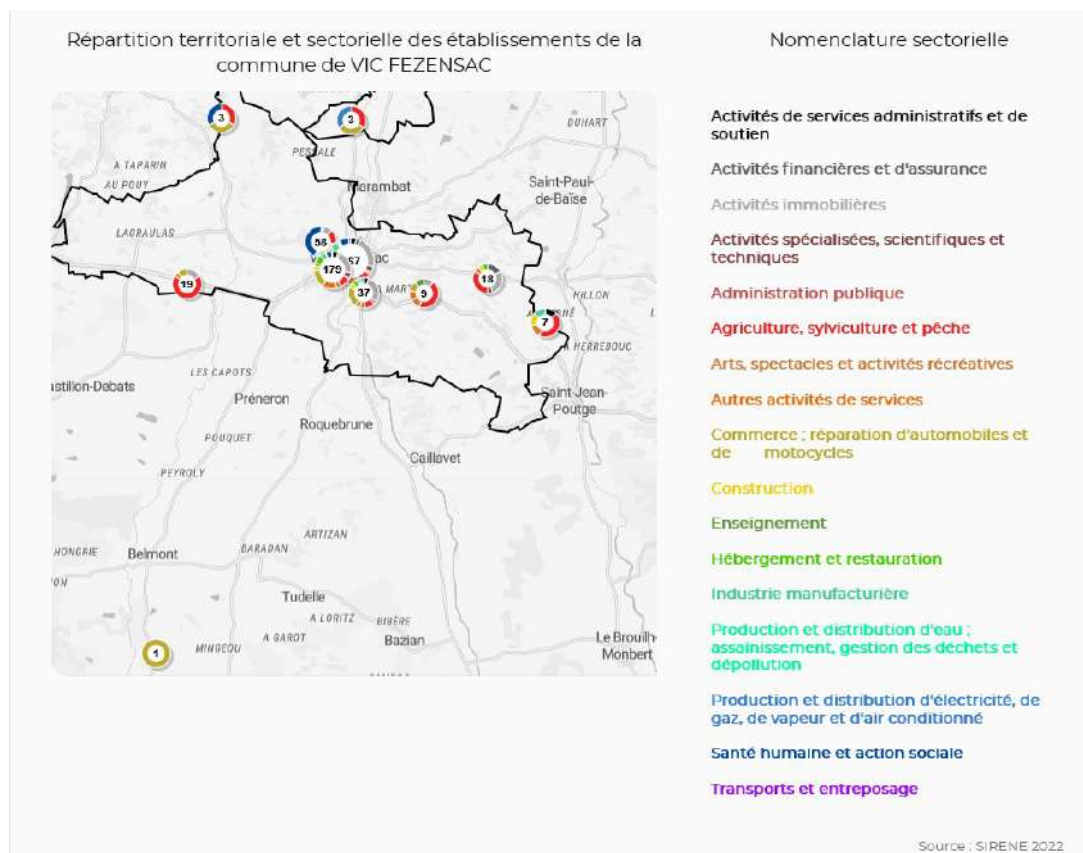 Répartition territoriale et sectorielle des établissements de la
commune de VIC FEZENSAC
Nomenclature sectorielle
3
3
DUHART
PESSALE
A TAPARIN
AU POUY
Marambat
Saint-Paul-
de-Baïse
LAGRAULAS
58
67
179
19
37
A MART
9
18
HILLON
7
A HERREBOUC
LES CAPOTS
astillon-Debats
Préneron
Saint-Jean-
Poutge
Roquebrune
POUQUET
Caillavet
PEYROLY
ARTIZAN
HONGRIE
Belmont
BARADAN
ON
Tudelle
A LORITZ
BIBÈRE
A GAROT
Bazian
Le Brouilh-
Monbert
1
MINGEOU
Activités de services administratifs et de
soutien
Activités financières et d'assurance
Activités immobilières
Activités spécialisées, scientifiques et
techniques
Administration publique
Agriculture, sylviculture et pêche
Arts, spectacles et activités récréatives
Autres activités de services
Commerce ; réparation d'automobiles et
de motocycles
Construction
Enseignement
Hébergement et restauration
Industrie manufacturière
Production et distribution d'eau ;
assainissement, gestion des déchets et
dépollution
Production et distribution d'électricité, de
gaz, de vapeur et d'air conditionné
Santé humaine et action sociale
Transports et entreposage
Source : SIRENE 2022